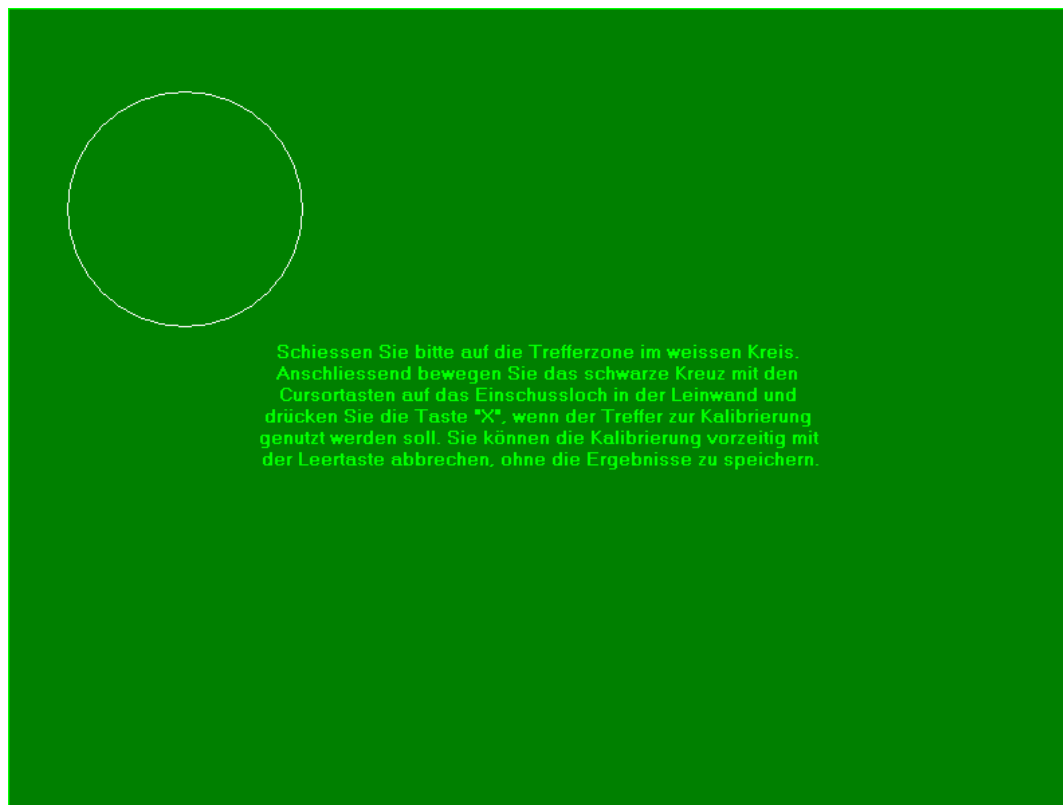 Schiessen Sie bitte auf die Trefferzone im weissen Kreis.
Anschliessend bewegen Sie das schwarze Kreuz mit den
Cursortasten auf das Einschussloch in der Leinwand und
drücken Sie die Taste "X", wenn der Treffer zur Kalibrierung
genutzt werden soll. Sie können die Kalibrierung vorzeitig mit
der Leertaste abbrechen, ohne die Ergebnisse zu speichern.